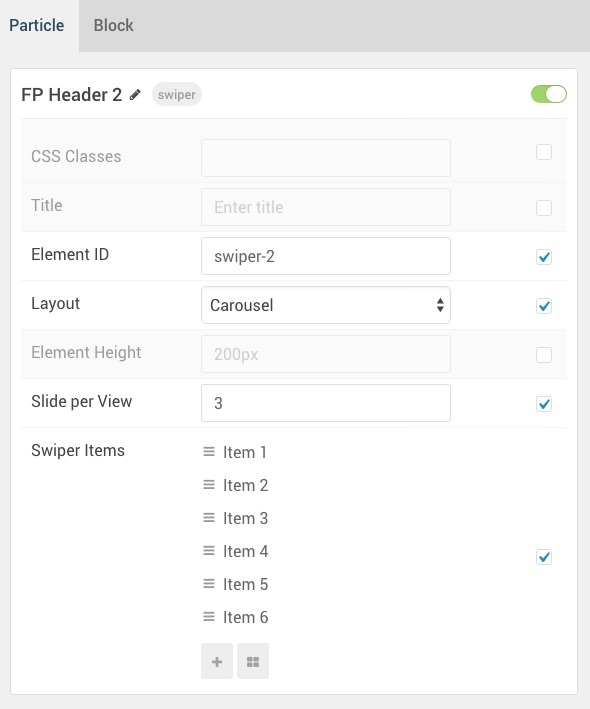 Particle Block
FP Header 2 swiper
CSS Classes
Title Enter title
Element ID swiper-2
Layout Carousel
Element Height 200px
Slide per View 3
Swiper Items Item 1
Item 2
Item 3
Item 4
Item 5
Item 6